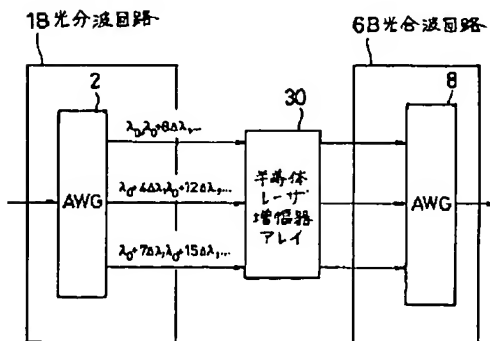 1B光分波回路
6B光合波回路
2
30
8
λ₀,λ₀+8Δλ,...
AWG
λ₀+4Δλ,λ₀+12Δλ,...
半導体
レーザ
増幅器
アレイ
AWG
λ₀+7Δλ,λ₀+15Δλ,...